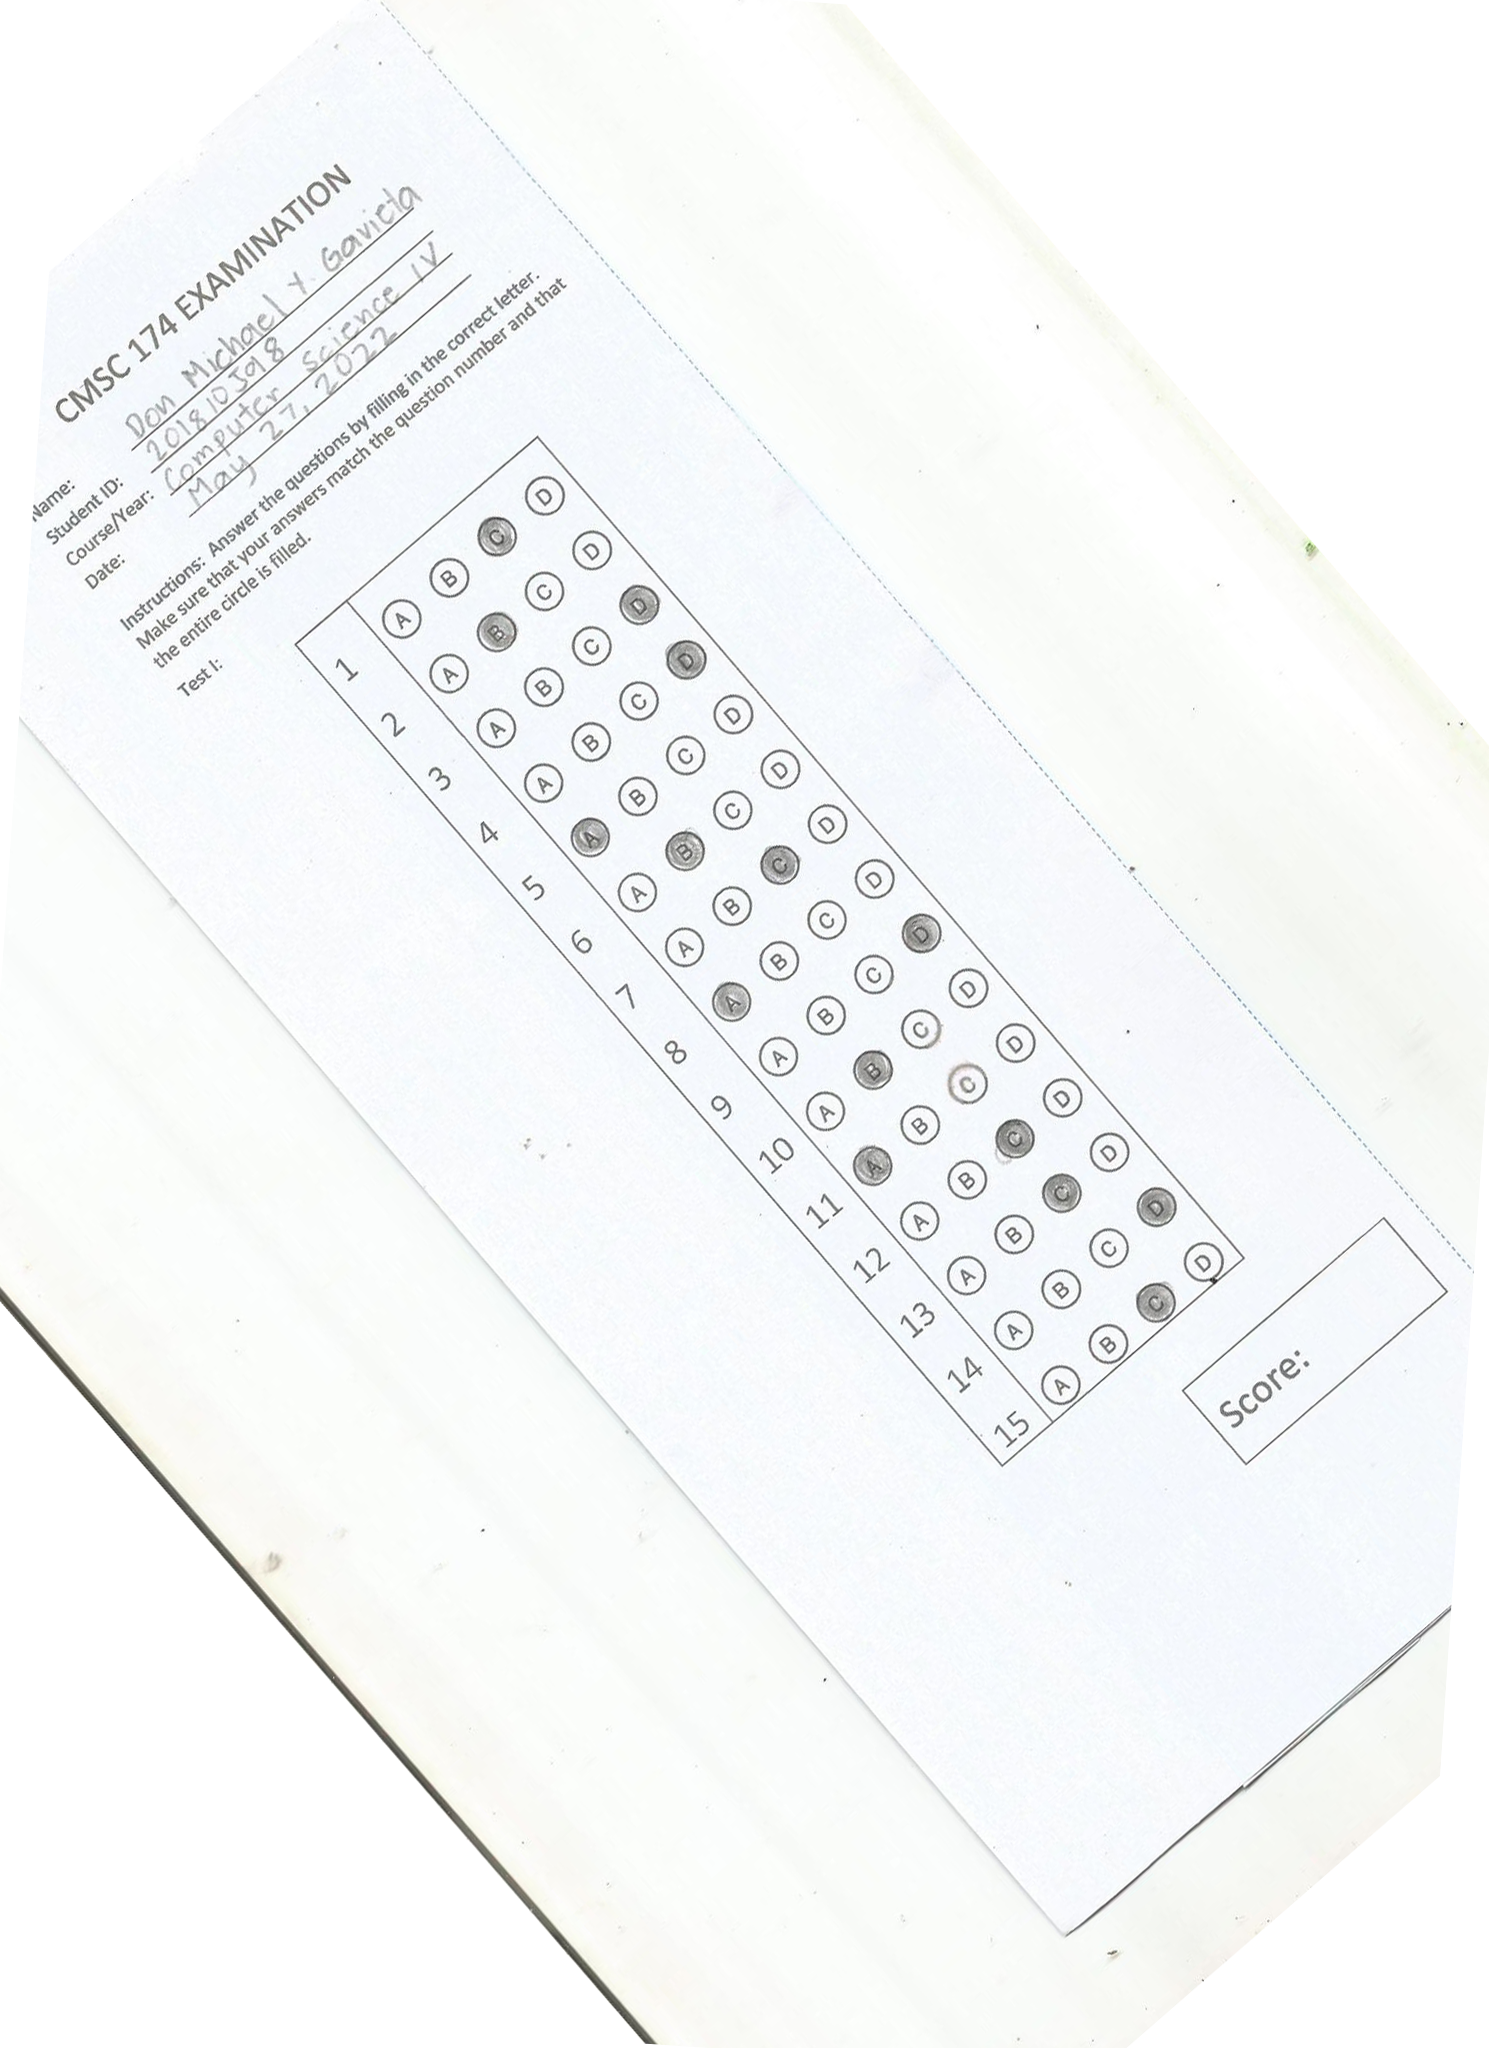 CMSC 174 EXAMINATION
Name: Don Michael Y. Gavieta
Student ID: 201810598
Course/Year: Computer Science IV
Date: May 27, 2022
Instructions: Answer the questions by filling in the correct letter.
Make sure that your answers match the question number and that
the entire circle is filled.
Test I:
1 A B C D
2 A B C D
3 A B C D
4 A B C D
5 A B C D
6 A B C D
7 A B C D
8 A B C D
9 A B C D
10 A B C D
11 A B C D
12 A B C D
13 A B C D
14 A B C D
15 A B C D
Score: